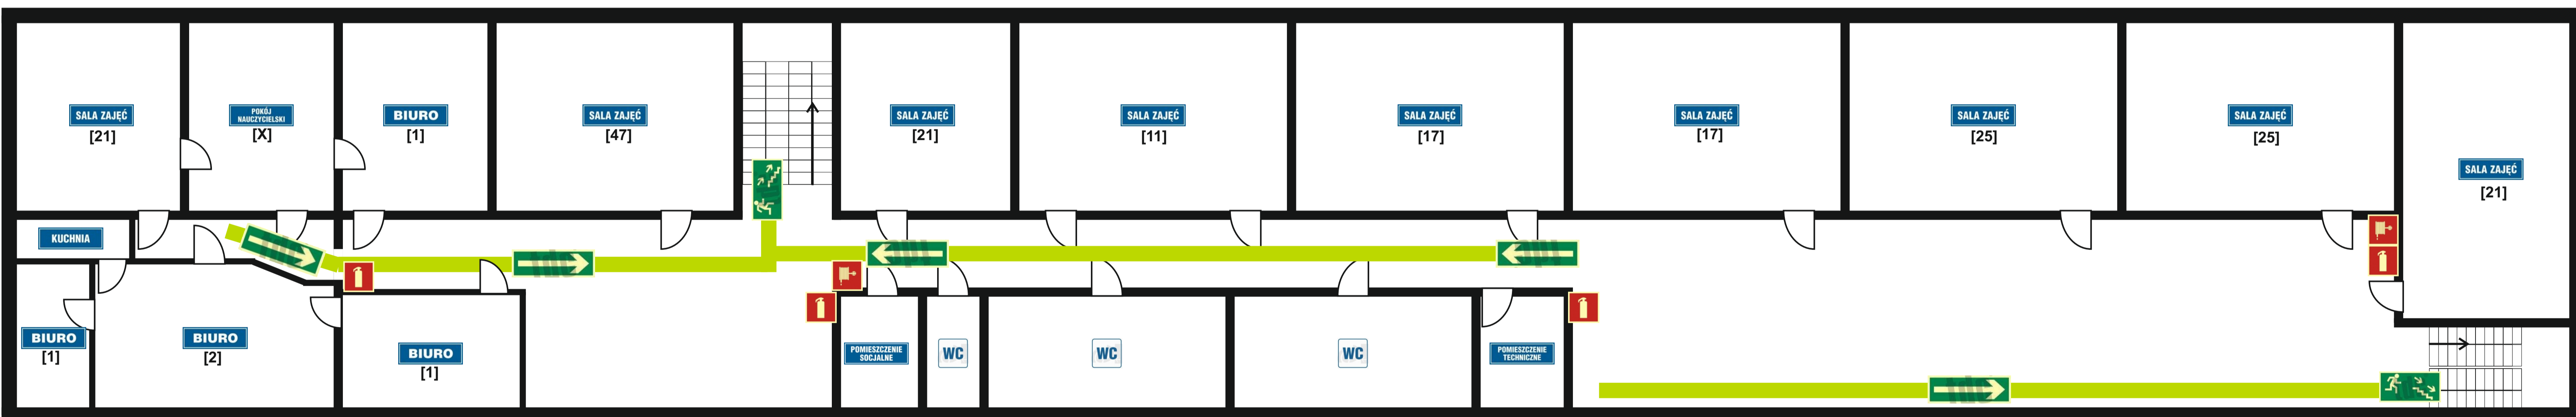 SALA ZAJĘĆ
[21]
POKÓJ
NAUCZYCIELSKI
[X]
BIURO
[1]
SALA ZAJĘĆ
[47]
SALA ZAJĘĆ
[21]
SALA ZAJĘĆ
[11]
SALA ZAJĘĆ
[17]
SALA ZAJĘĆ
[17]
SALA ZAJĘĆ
[25]
SALA ZAJĘĆ
[25]
SALA ZAJĘĆ
[21]
KUCHNIA
BIURO
[1]
BIURO
[2]
BIURO
[1]
POMIESZCZENIE
SOCJALNE
WC
WC
WC
POMIESZCZENIE
TECHNICZNE